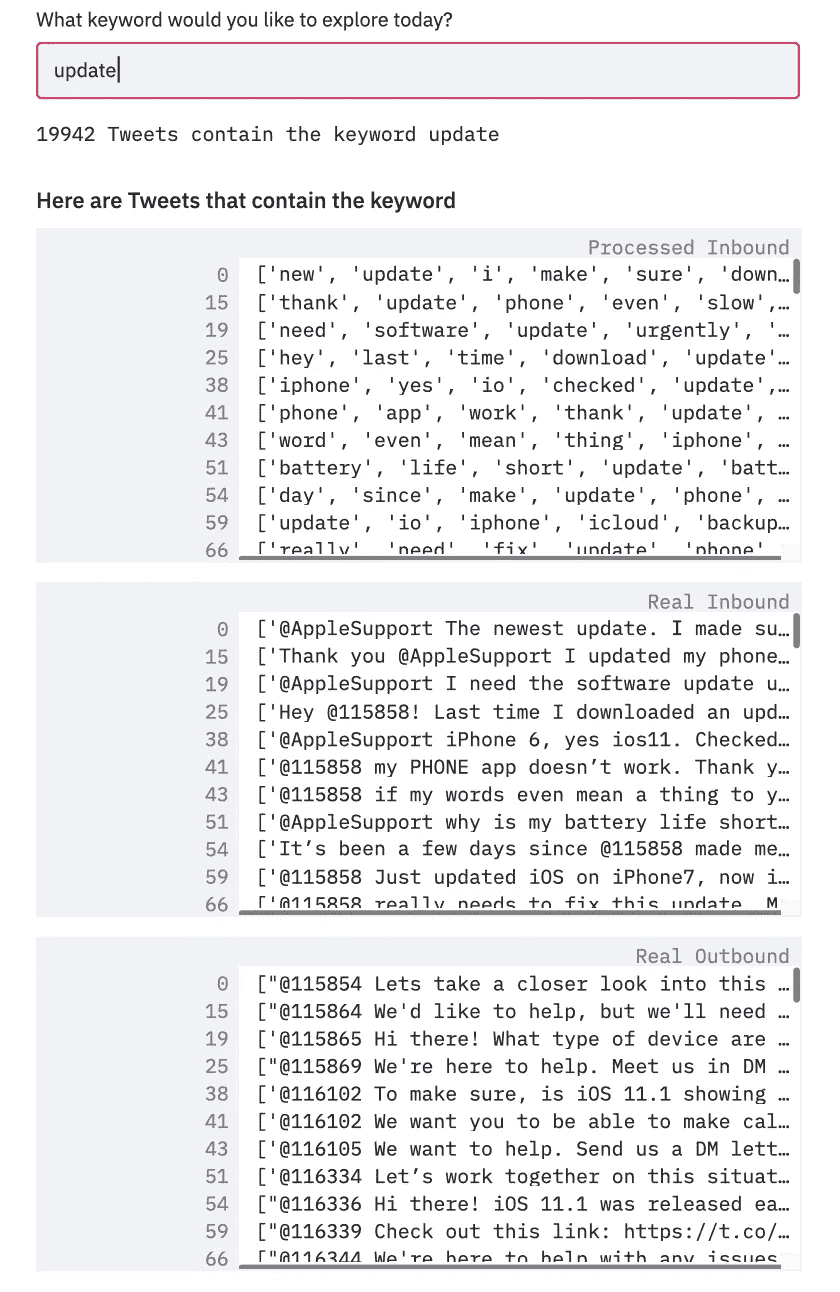 What keyword would you like to explore today?
update
19942 Tweets contain the keyword update
Here are Tweets that contain the keyword
Processed Inbound
0 ['new', 'update', 'i', 'make', 'sure', 'down…
15 ['thank', 'update', 'phone', 'even', 'slow',…
19 ['need', 'software', 'update', 'urgently', '…
25 ['hey', 'last', 'time', 'download', 'update'…
38 ['iphone', 'yes', 'io', 'checked', 'update',…
41 ['phone', 'app', 'work', 'thank', 'update', …
43 ['word', 'even', 'mean', 'thing', 'iphone', …
51 ['battery', 'life', 'short', 'update', 'batt…
54 ['day', 'since', 'make', 'update', 'phone', …
59 ['update', 'io', 'iphone', 'icloud', 'backup…
66 ['really', 'need', 'fix', 'update', 'phone'
Real Inbound
0 ['@AppleSupport The newest update. I made su…
15 ['Thank you @AppleSupport I updated my phone…
19 ['@AppleSupport I need the software update u…
25 ['Hey @115858! Last time I downloaded an upd…
38 ['@AppleSupport iPhone 6, yes ios11. Checked…
41 ['@115858 my PHONE app doesn’t work. Thank y…
43 ['@115858 if my words even mean a thing to y…
51 ['@AppleSupport why is my battery life short…
54 ['It’s been a few days since @115858 made me…
59 ['@115858 Just updated iOS on iPhone7, now i…
66 ['@115858 really needs to fix this update. M
Real Outbound
0 ["@115854 Lets take a closer look into this …
15 ["@115864 We'd like to help, but we'll need …
19 ['@115865 Hi there! What type of device are …
25 ["@115869 We're here to help. Meet us in DM …
38 ['@116102 To make sure, is iOS 11.1 showing …
41 ['@116102 We want you to be able to make cal…
43 ['@116105 We want to help. Send us a DM lett…
51 ['@116334 Let’s work together on this situat…
54 ["@116336 Hi there! iOS 11.1 was released ea…
59 ["@116339 Check out this link: https://t.co/…
66 ["@116344 We're here to help with any issues